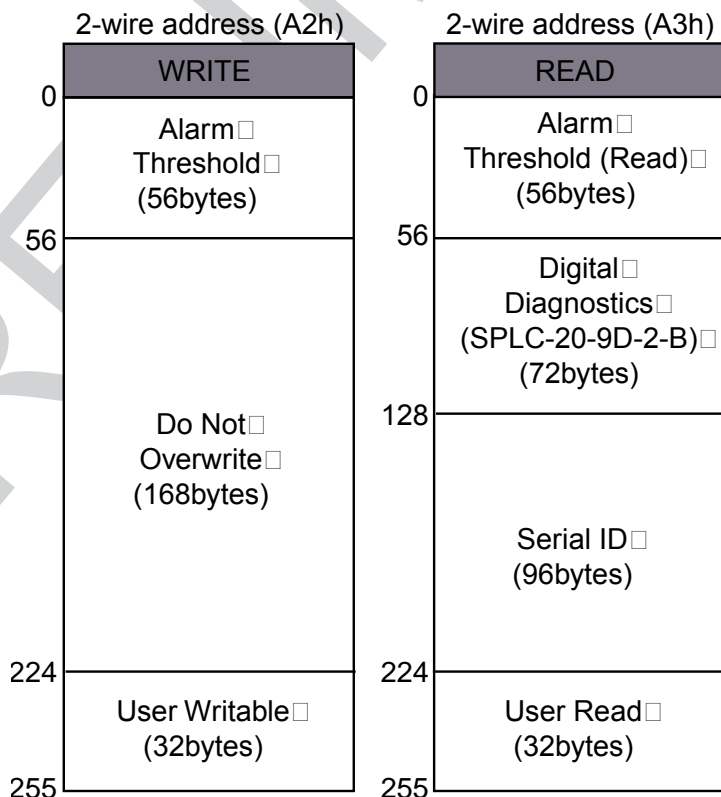 2-wire address (A2h)
WRITE
0
Alarm
Threshold
(56bytes)
56
Do Not
Overwrite
(168bytes)
224
User Writable
(32bytes)
255
2-wire address (A3h)
READ
0
Alarm
Threshold (Read)
(56bytes)
56
Digital
Diagnostics
(SPLC-20-9D-2-B)
(72bytes)
128
Serial ID
(96bytes)
224
User Read
(32bytes)
255